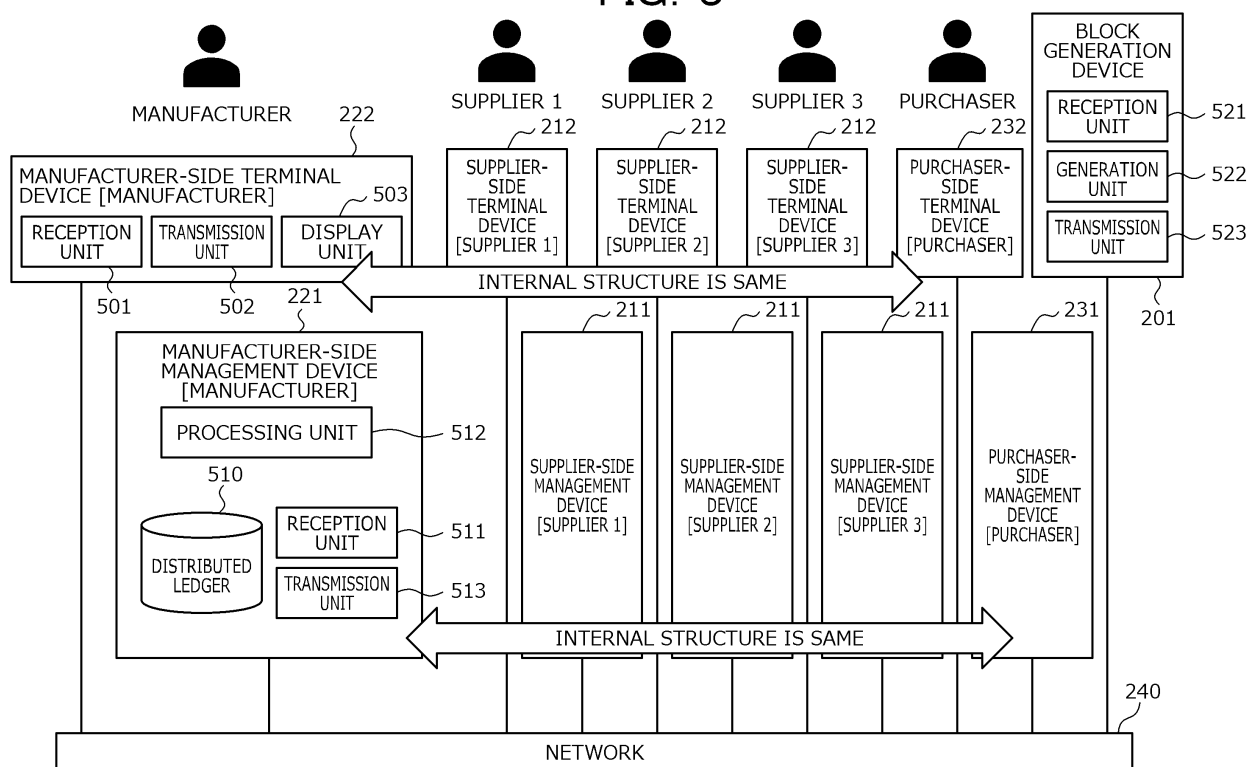 MANUFACTURER
SUPPLIER 1
SUPPLIER 2
SUPPLIER 3
PURCHASER
222
212
212
212
232
MANUFACTURER-SIDE TERMINAL
DEVICE [MANUFACTURER]
503
RECEPTION
UNIT
TRANSMISSION
UNIT
DISPLAY
UNIT
501
502
SUPPLIER-
SIDE
TERMINAL
DEVICE
[SUPPLIER 1]
SUPPLIER-
SIDE
TERMINAL
DEVICE
[SUPPLIER 2]
SUPPLIER-
SIDE
TERMINAL
DEVICE
[SUPPLIER 3]
PURCHASER-
SIDE
TERMINAL
DEVICE
[PURCHASER]
BLOCK
GENERATION
DEVICE
RECEPTION
UNIT
521
GENERATION
UNIT
522
TRANSMISSION
UNIT
523
201
INTERNAL STRUCTURE IS SAME
221
211
211
211
231
MANUFACTURER-SIDE
MANAGEMENT DEVICE
[MANUFACTURER]
PROCESSING UNIT
512
510
DISTRIBUTED
LEDGER
RECEPTION
UNIT
511
TRANSMISSION
UNIT
513
SUPPLIER-SIDE
MANAGEMENT
DEVICE
[SUPPLIER 1]
SUPPLIER-SIDE
MANAGEMENT
DEVICE
[SUPPLIER 2]
SUPPLIER-SIDE
MANAGEMENT
DEVICE
[SUPPLIER 3]
PURCHASER-
SIDE
MANAGEMENT
DEVICE
[PURCHASER]
INTERNAL STRUCTURE IS SAME
240
NETWORK